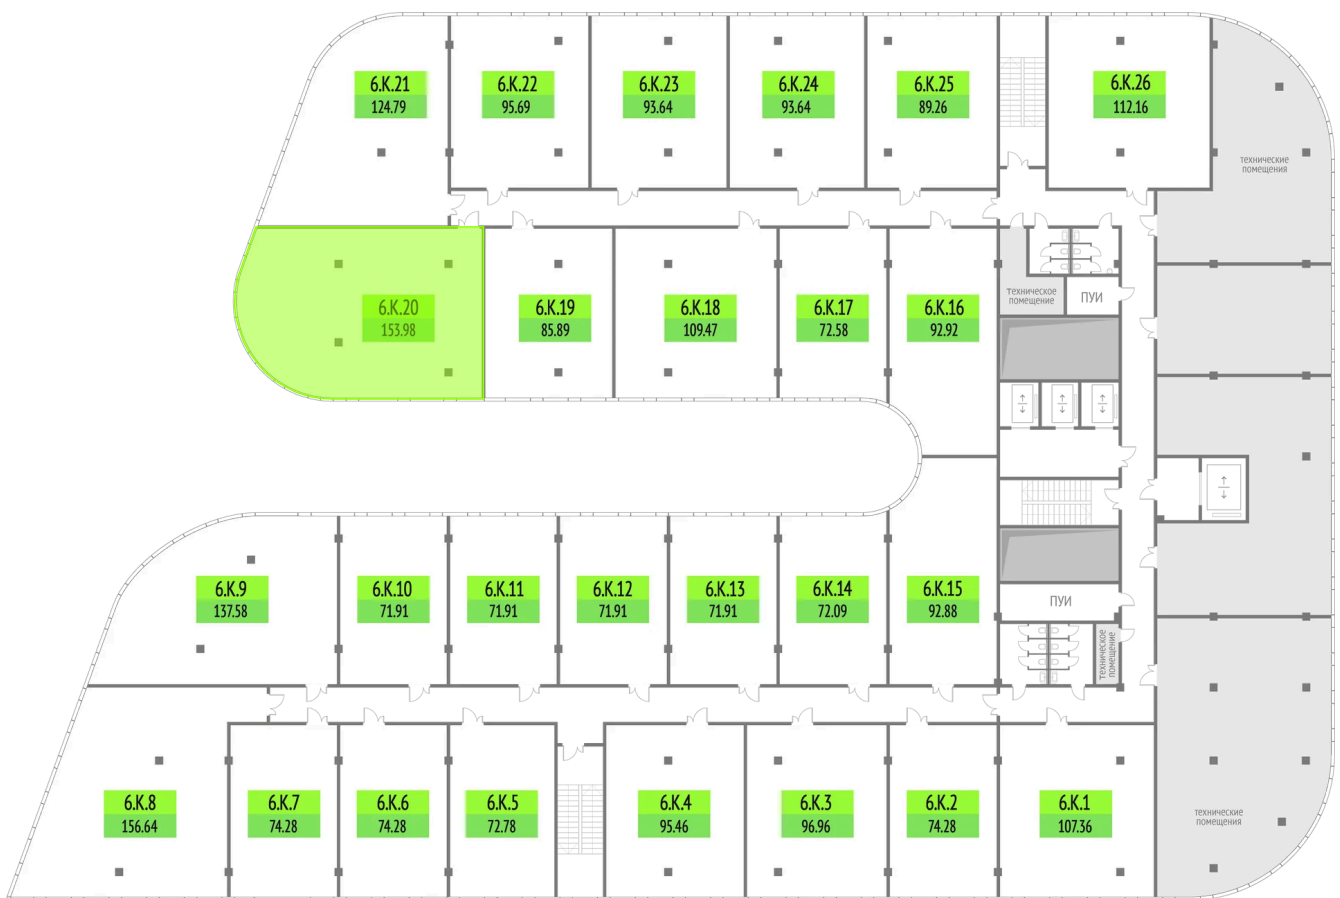 6.К.21
124.79
6.К.22
95.69
6.К.23
93.64
6.К.24
93.64
6.К.25
89.26
6.К.26
112.16
технические
помещения
6.К.20
153.98
6.К.19
85.89
6.К.18
109.47
6.К.17
72.58
6.К.16
92.92
техническое
помещение
ПУИ
6.К.9
137.58
6.К.10
71.91
6.К.11
71.91
6.К.12
71.91
6.К.13
71.91
6.К.14
72.09
6.К.15
92.88
ПУИ
техническое
помещение
6.К.8
156.64
6.К.7
74.28
6.К.6
74.28
6.К.5
72.78
6.К.4
95.46
6.К.3
96.96
6.К.2
74.28
6.К.1
107.36
технические
помещения